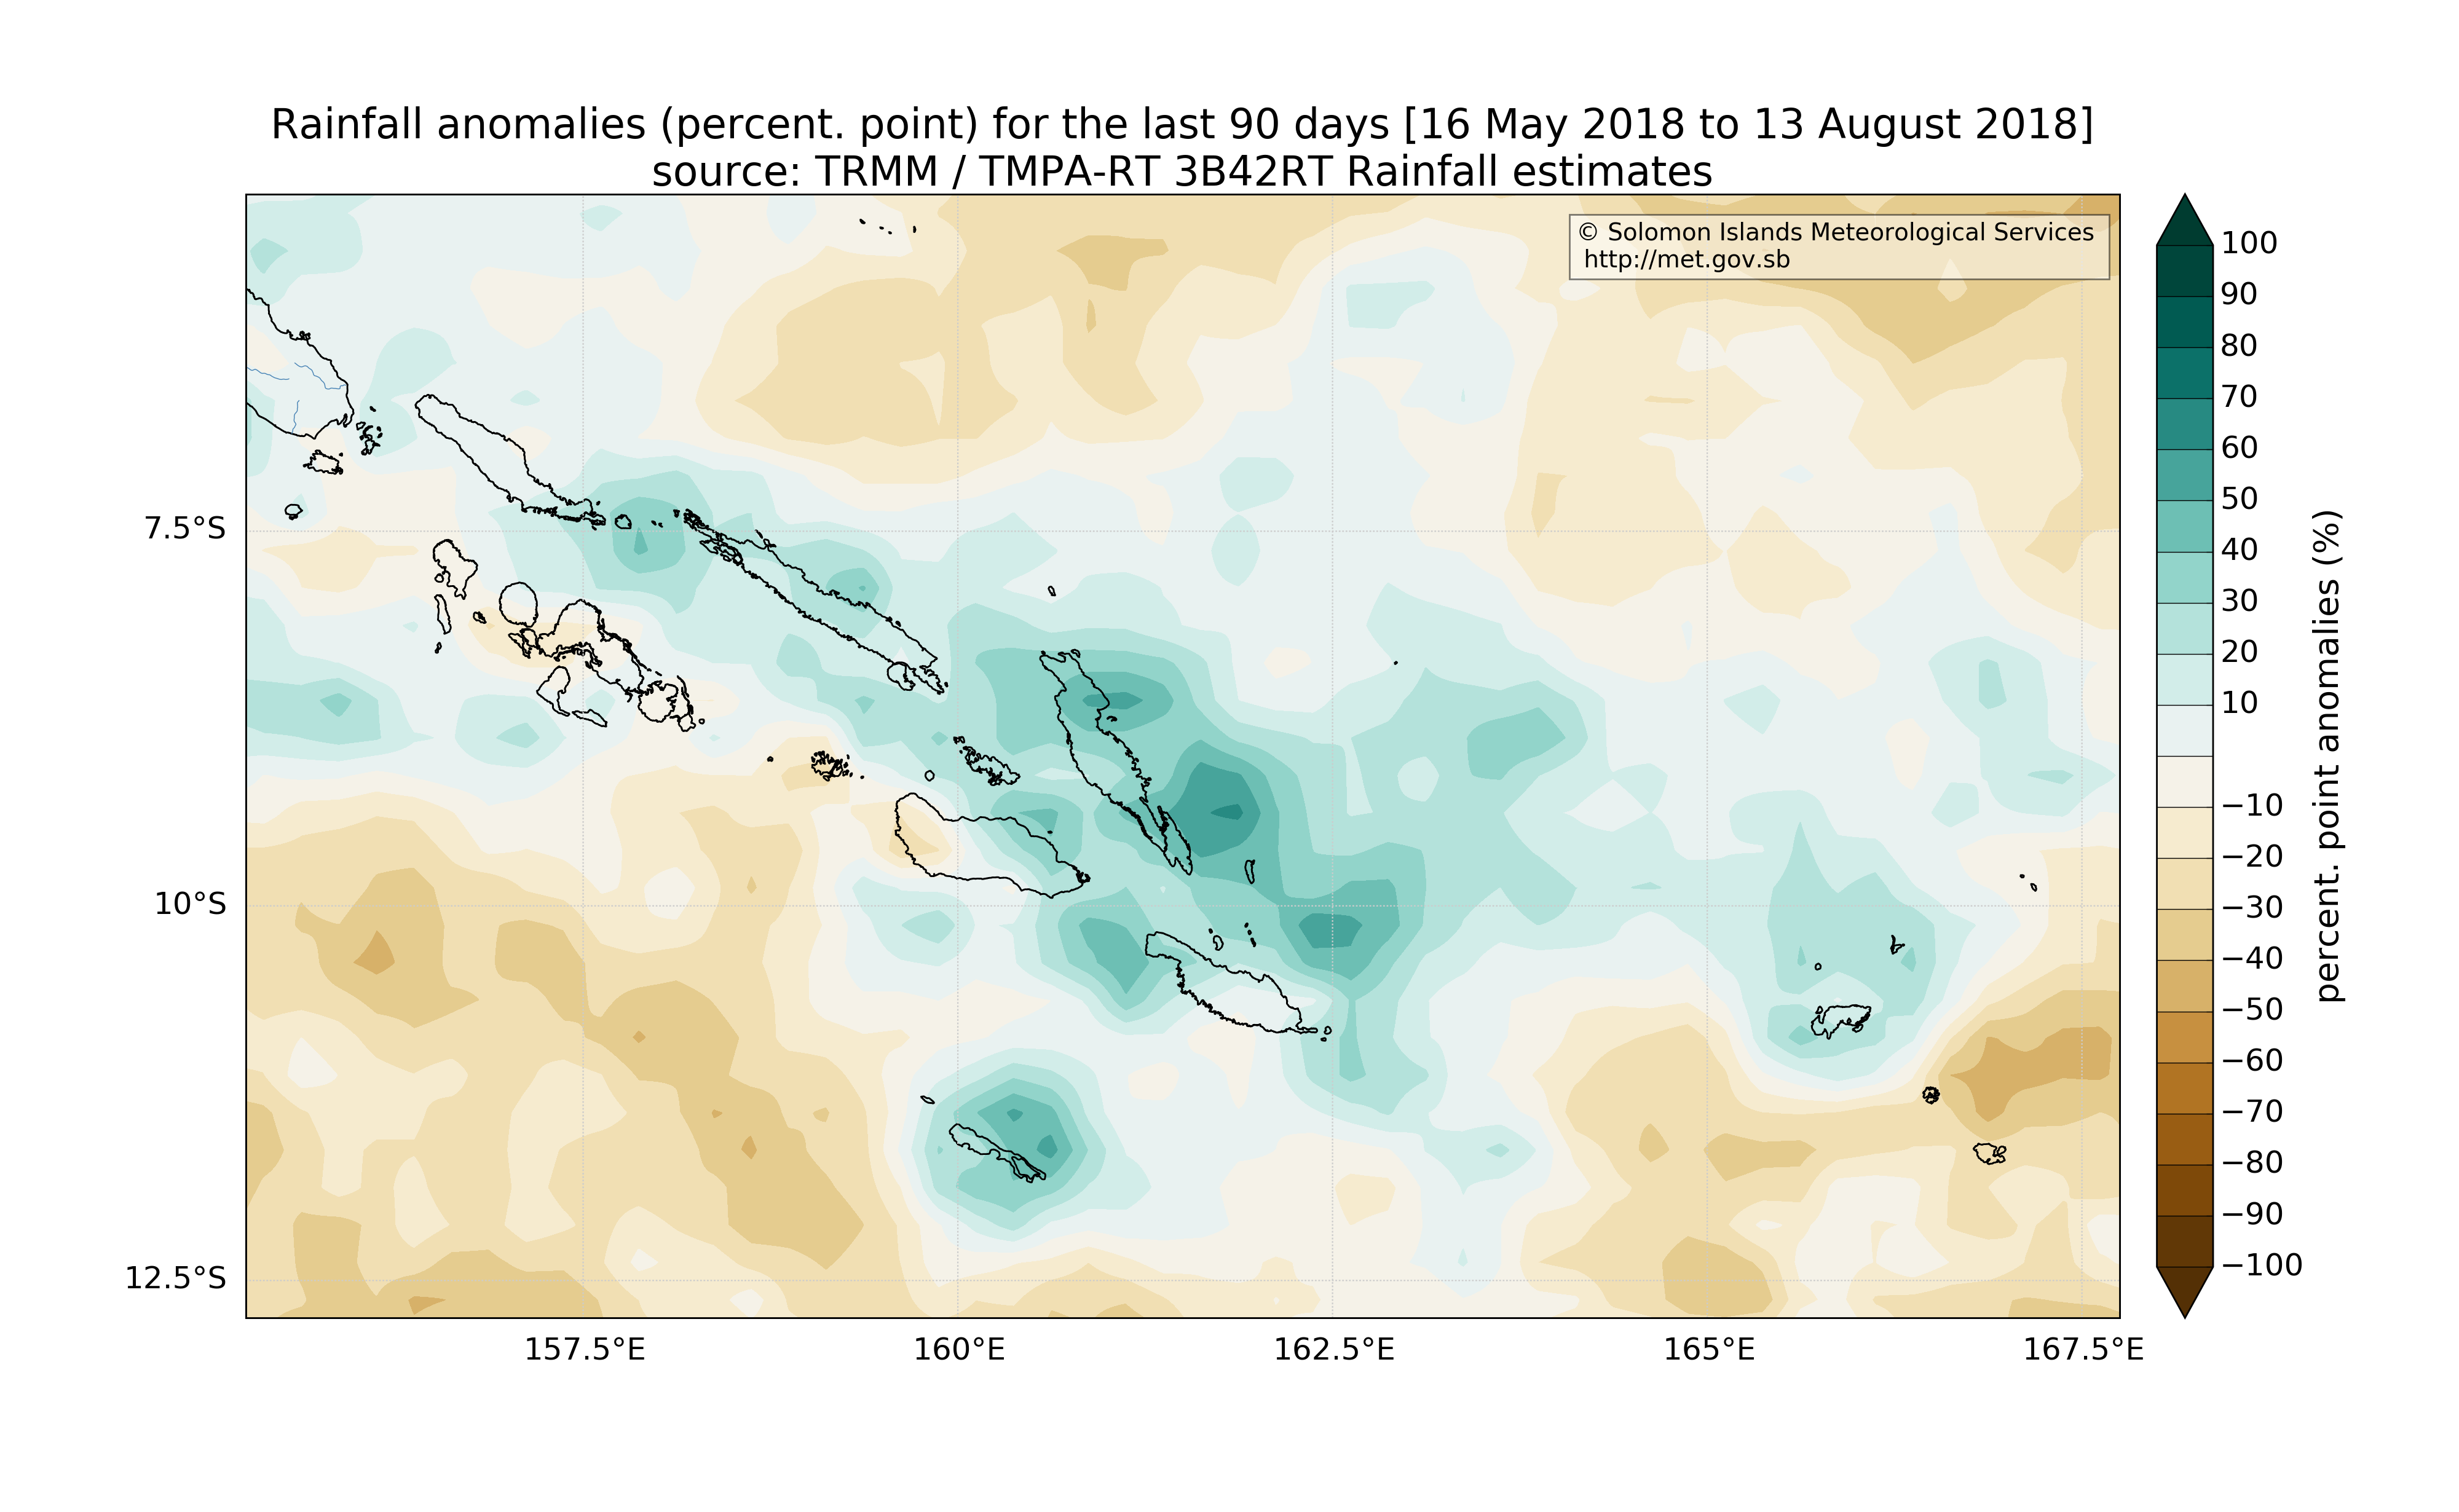 Rainfall anomalies (percent. point) for the last 90 days [16 May 2018 to 13 August 2018]
source: TRMM / TMPA-RT 3B42RT Rainfall estimates
© Solomon Islands Meteorological Services
http://met.gov.sb
7.5°S
10°S
12.5°S
157.5°E
160°E
162.5°E
165°E
167.5°E
100
90
80
70
60
50
40
30
20
10
−10
−20
−30
−40
−50
−60
−70
−80
−90
−100
percent. point anomalies (%)